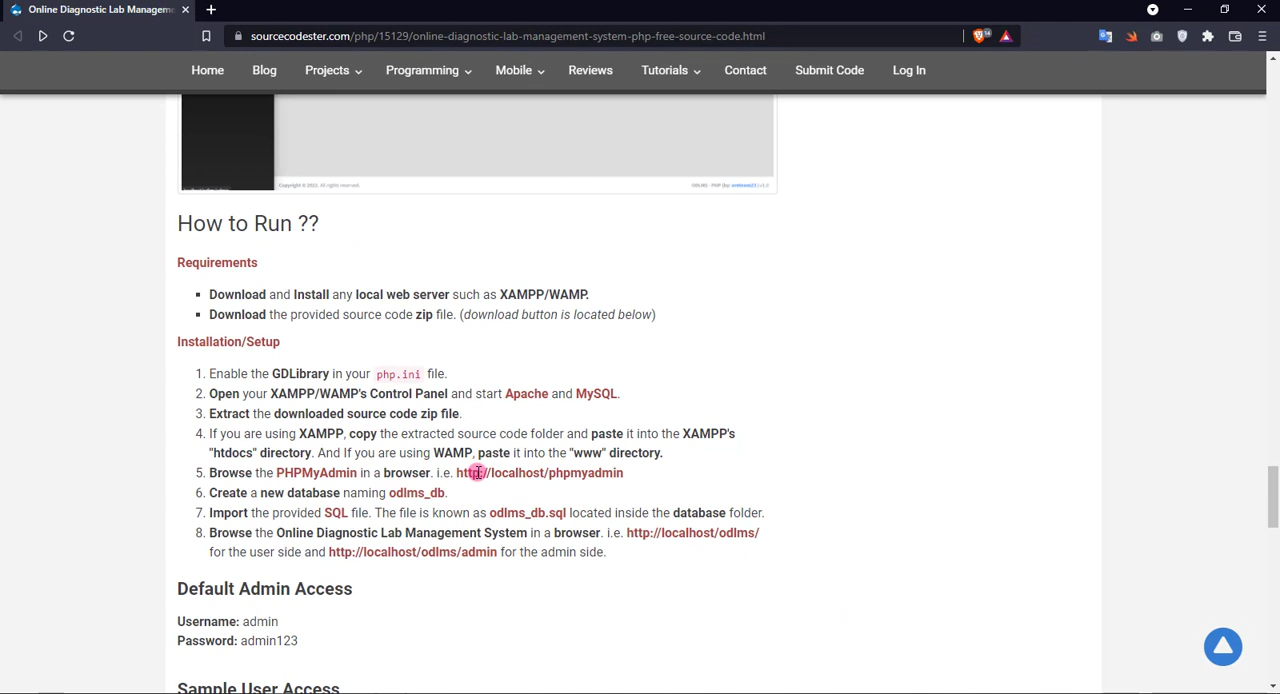 Online Diagnostic Lab Managem
sourcecodester.com/php/15129/online-diagnostic-lab-management-system-php-free-source-code.html
14
Home Blog Projects Programming Mobile Reviews Tutorials Contact Submit Code Log In
Copyright © 2022. All rights reserved.
How to Run ??
Requirements
▪ Download and Install any local web server such as XAMPP/WAMP.
▪ Download the provided source code zip file. (download button is located below)
Installation/Setup
1. Enable the GDLibrary in your php.ini file.
2. Open your XAMPP/WAMP's Control Panel and start Apache and MySQL.
3. Extract the downloaded source code zip file.
4. If you are using XAMPP, copy the extracted source code folder and paste it into the XAMPP's
"htdocs" directory. And If you are using WAMP, paste it into the "www" directory.
5. Browse the PHPMyAdmin in a browser. i.e. http://localhost/phpmyadmin
6. Create a new database naming odlms_db.
7. Import the provided SQL file. The file is known as odlms_db.sql located inside the database folder.
8. Browse the Online Diagnostic Lab Management System in a browser. i.e. http://localhost/odlms/
for the user side and http://localhost/odlms/admin for the admin side.
Default Admin Access
Username: admin
Password: admin123
Sample User Access